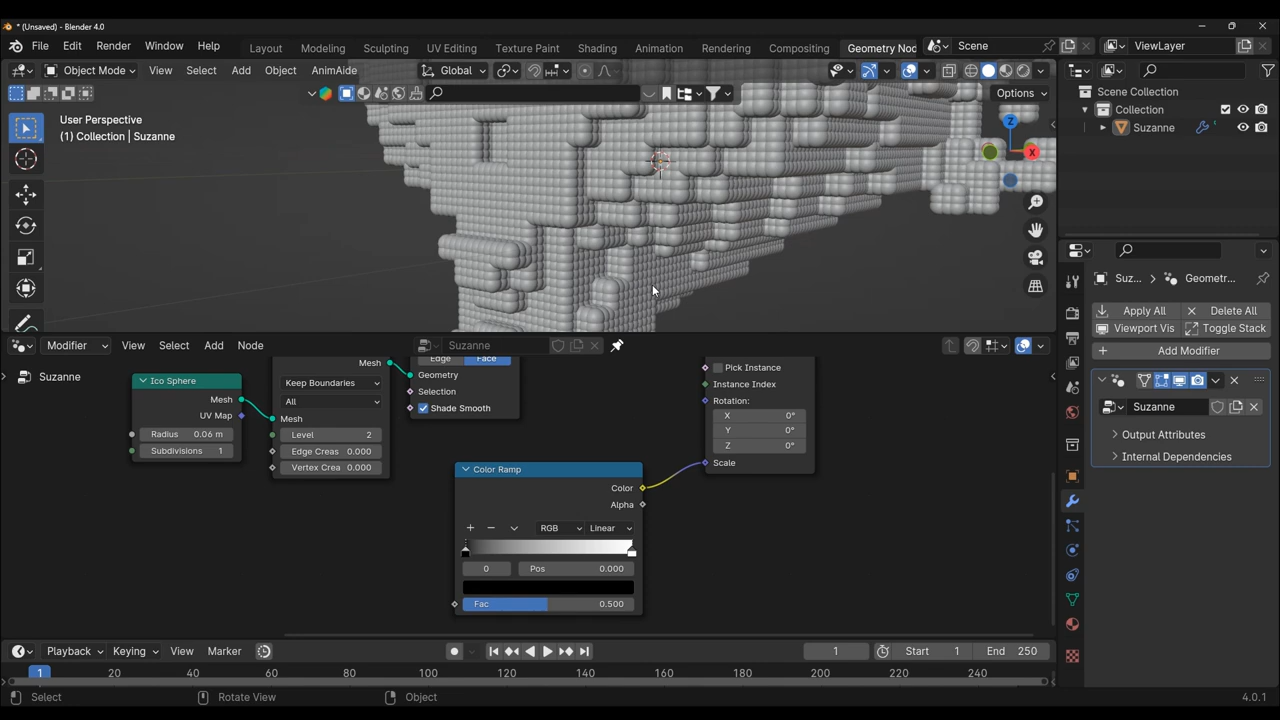 * (Unsaved) - Blender 4.0
File Edit Render Window Help Layout Modeling Sculpting UV Editing Texture Paint Shading Animation Rendering Compositing Geometry Nod Scene ViewLayer
Object Mode View Select Add Object AnimAide Global
Options
User Perspective
(1) Collection | Suzanne
Z
X
Scene Collection
Collection
Suzanne
Suz... Geometr...
Apply All Delete All
Viewport Vis Toggle Stack
Add Modifier
Suzanne
Output Attributes
Internal Dependencies
Modifier View Select Add Node Suzanne
Suzanne
Ico Sphere
Mesh
UV Map
Radius 0.06 m
Subdivisions 1
Mesh
Keep Boundaries
All
Mesh
Level 2
Edge Creas 0.000
Vertex Crea 0.000
Edge Face
Geometry
Selection
Shade Smooth
Color Ramp
Color
Alpha
RGB Linear
0 Pos 0.000
Fac 0.500
Pick Instance
Instance Index
Rotation:
X 0°
Y 0°
Z 0°
Scale
Playback Keying View Marker 1 Start 1 End 250
1 20 40 60 80 100 120 140 160 180 200 220 240
Select Rotate View Object 4.0.1